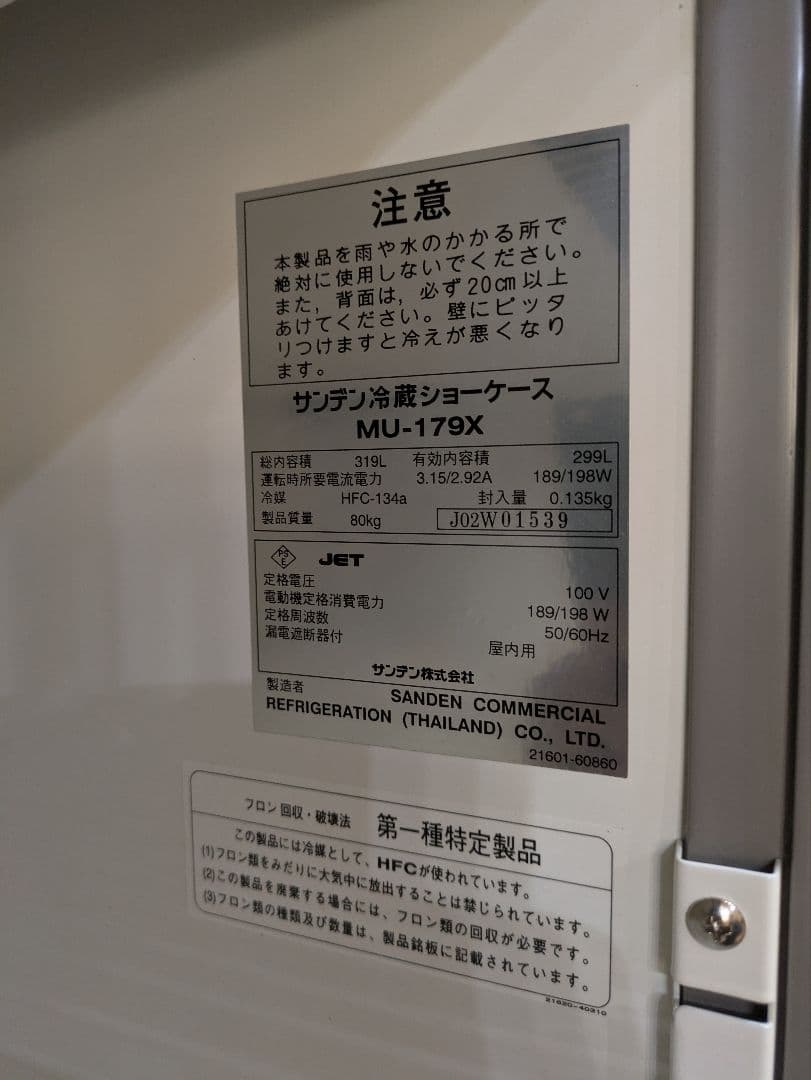 注意
本製品を雨や水のかかる所で
絶対に使用しないでください。
また，背面は，必ず20cm以上
あけてください。壁にピッタ
リつけますと冷えが悪くなり
ます。
サンデン冷蔵ショーケース
MU-179X
総内容積 319L 有効内容積 299L
運転時所要電流電力 3.15/2.92A 189/198W
冷媒 HFC-134a 封入量 0.135kg
製品質量 80kg J02W01539
PS E JET
定格電圧 100 V
電動機定格消費電力 189/198 W
定格周波数 50/60Hz
漏電遮断器付 屋内用
サンデン株式会社
製造者 SANDEN COMMERCIAL
REFRIGERATION (THAILAND) CO., LTD.
21601-60860
フロン回収・破壊法 第一種特定製品
この製品には冷媒として、HFCが使われています。
(1)フロン類をみだりに大気中に放出することは禁じられています。
(2)この製品を廃棄する場合には、フロン類の回収が必要です。
(3)フロン類の種類及び数量は、製品銘板に記載されています。
21620-40310